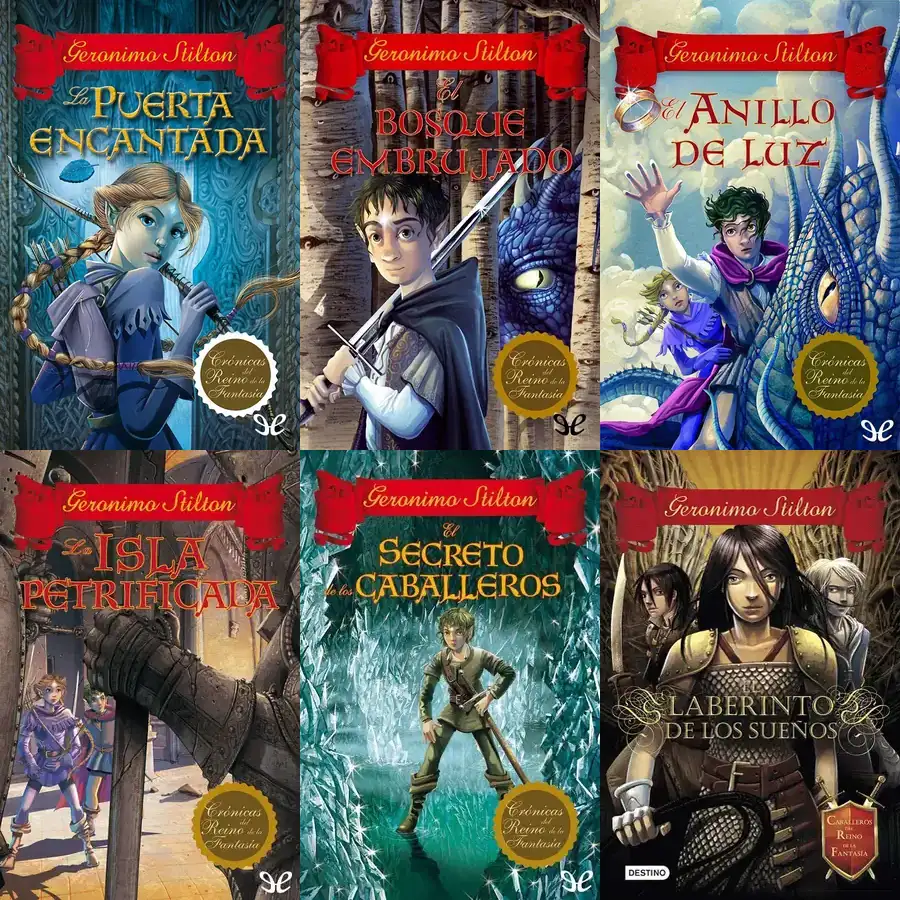 Geronimo Stilton
La
PUERTA
ENCANTADA
Crónicas
del
Reino de la
Fantasía
Geronimo Stilton
El
BOSQUE
EMBRUJADO
Crónicas
del
Reino de la
Fantasía
Geronimo Stilton
El ANILLO
DE LUZ
Crónicas
del
Reino de la
Fantasía
Geronimo Stilton
La ISLA
PETRIFICADA
Crónicas
del
Reino de la
Fantasía
Geronimo Stilton
El
SECRETO
de los CABALLEROS
Crónicas
del
Reino de la
Fantasía
Geronimo Stilton
EL
LABERINTO
DE LOS SUEÑOS
DESTINO
CABALLEROS
DEL
REINO
DE LA
FANTASÍA